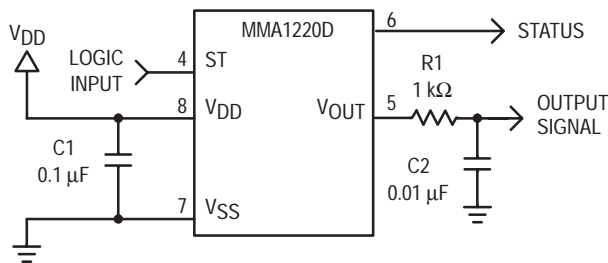 VDD
LOGIC
INPUT
4
ST
MMA1220D
6
STATUS
R1
1 kΩ
8
VDD
VOUT
5
OUTPUT
SIGNAL
C1
0.1 μF
C2
0.01 μF
7
VSS